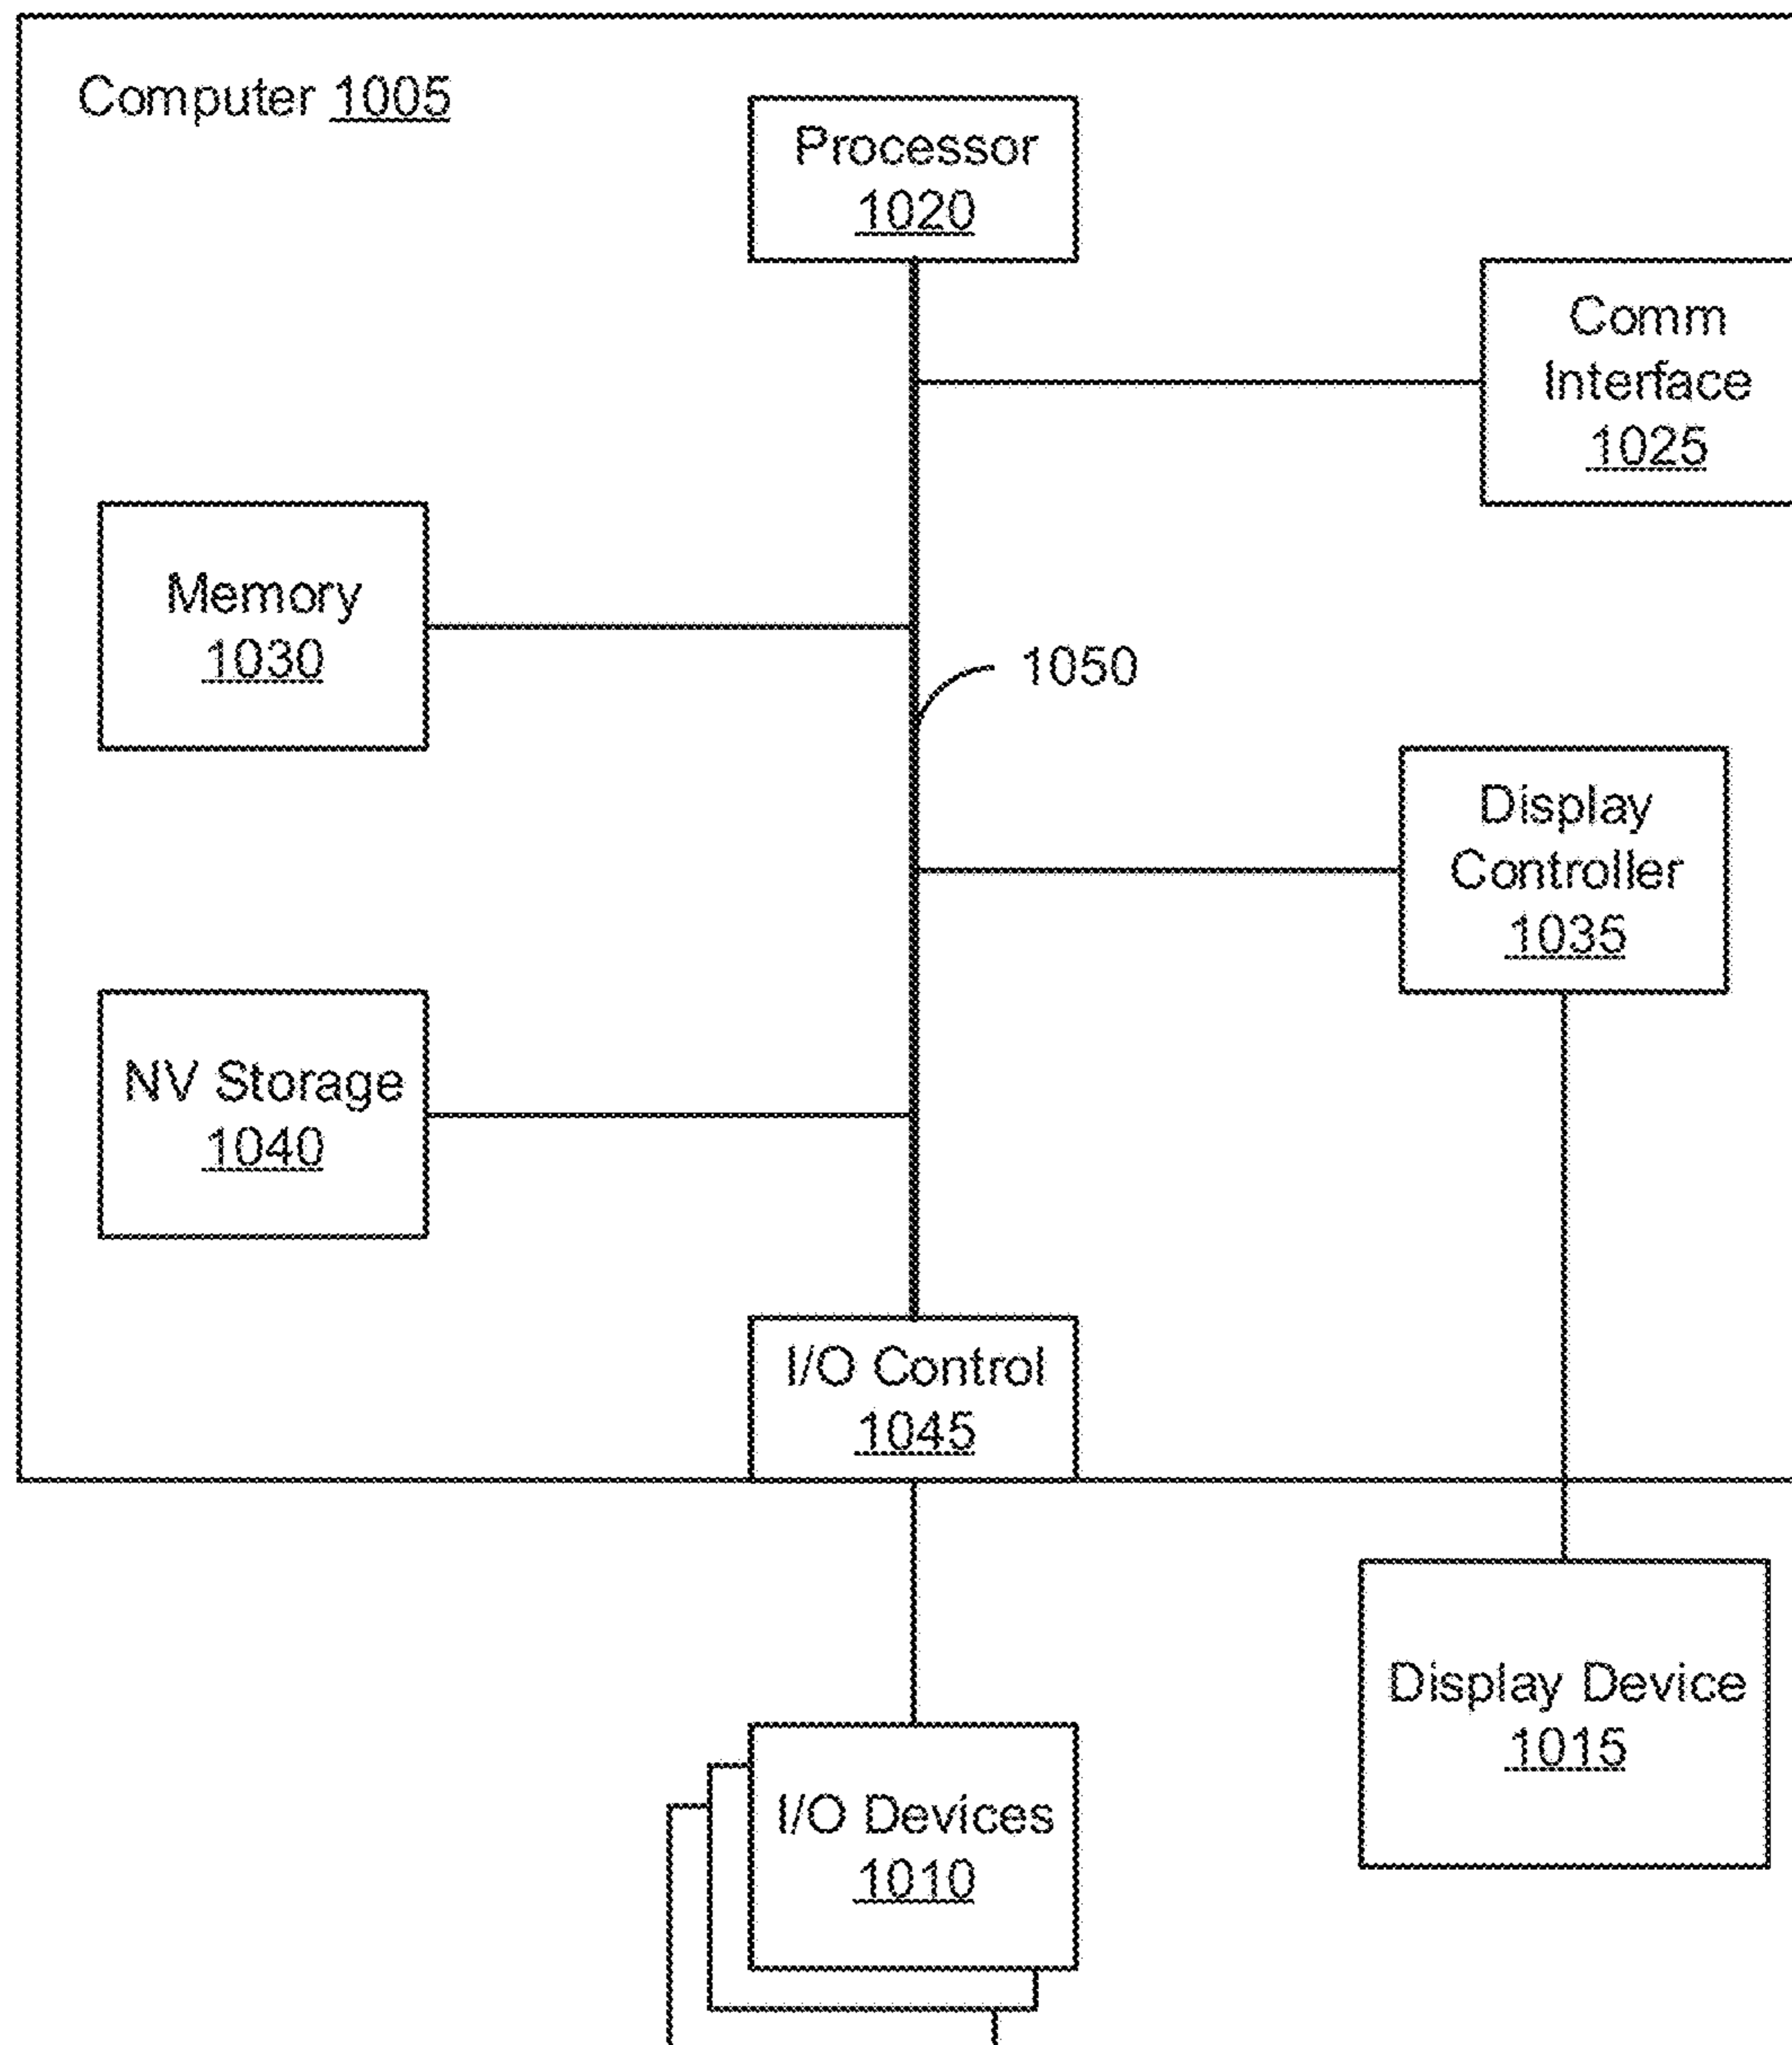 Computer 1005
Processor
1020
Comm
Interface
1025
Memory
1030
1050
Display
Controller
1035
NV Storage
1040
I/O Control
1045
Display Device
1015
I/O Devices
1010